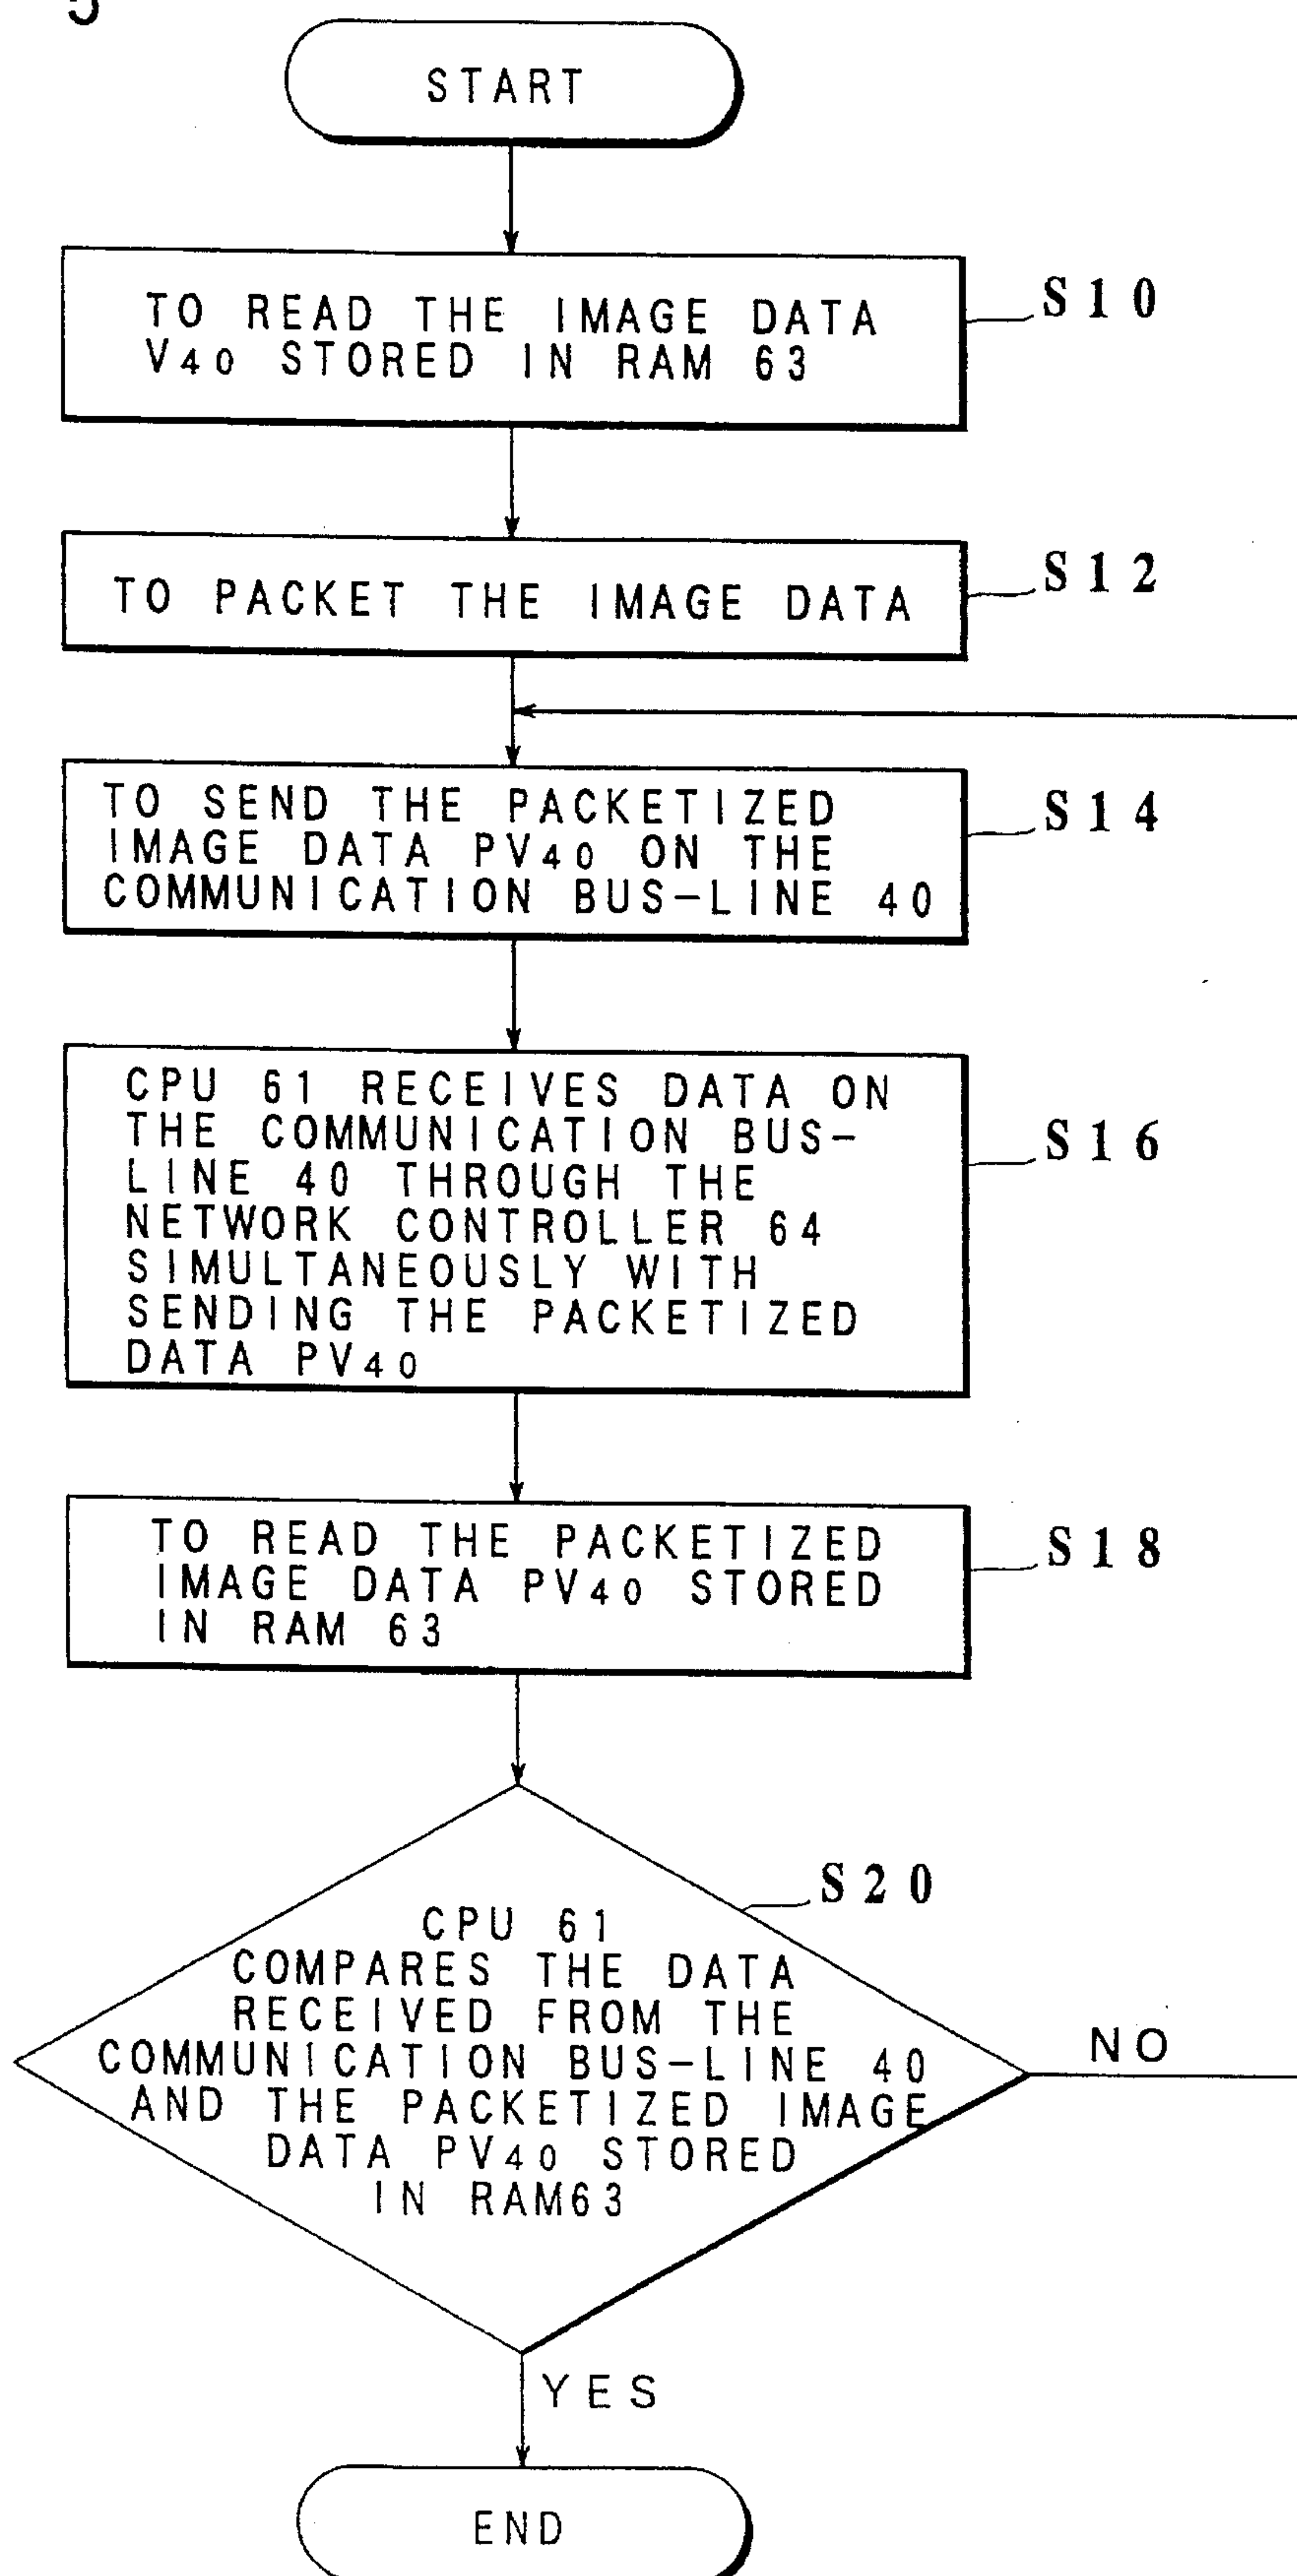 5
START
TO READ THE IMAGE DATA
V40 STORED IN RAM 63
S10
TO PACKET THE IMAGE DATA
S12
TO SEND THE PACKETIZED
IMAGE DATA PV40 ON THE
COMMUNICATION BUS-LINE 40
S14
CPU 61 RECEIVES DATA ON
THE COMMUNICATION BUS-
LINE 40 THROUGH THE
NETWORK CONTROLLER 64
SIMULTANEOUSLY WITH
SENDING THE PACKETIZED
DATA PV40
S16
TO READ THE PACKETIZED
IMAGE DATA PV40 STORED
IN RAM 63
S18
S20
CPU 61
COMPARES THE DATA
RECEIVED FROM THE
COMMUNICATION BUS-LINE 40
AND THE PACKETIZED IMAGE
DATA PV40 STORED
IN RAM63
NO
YES
END